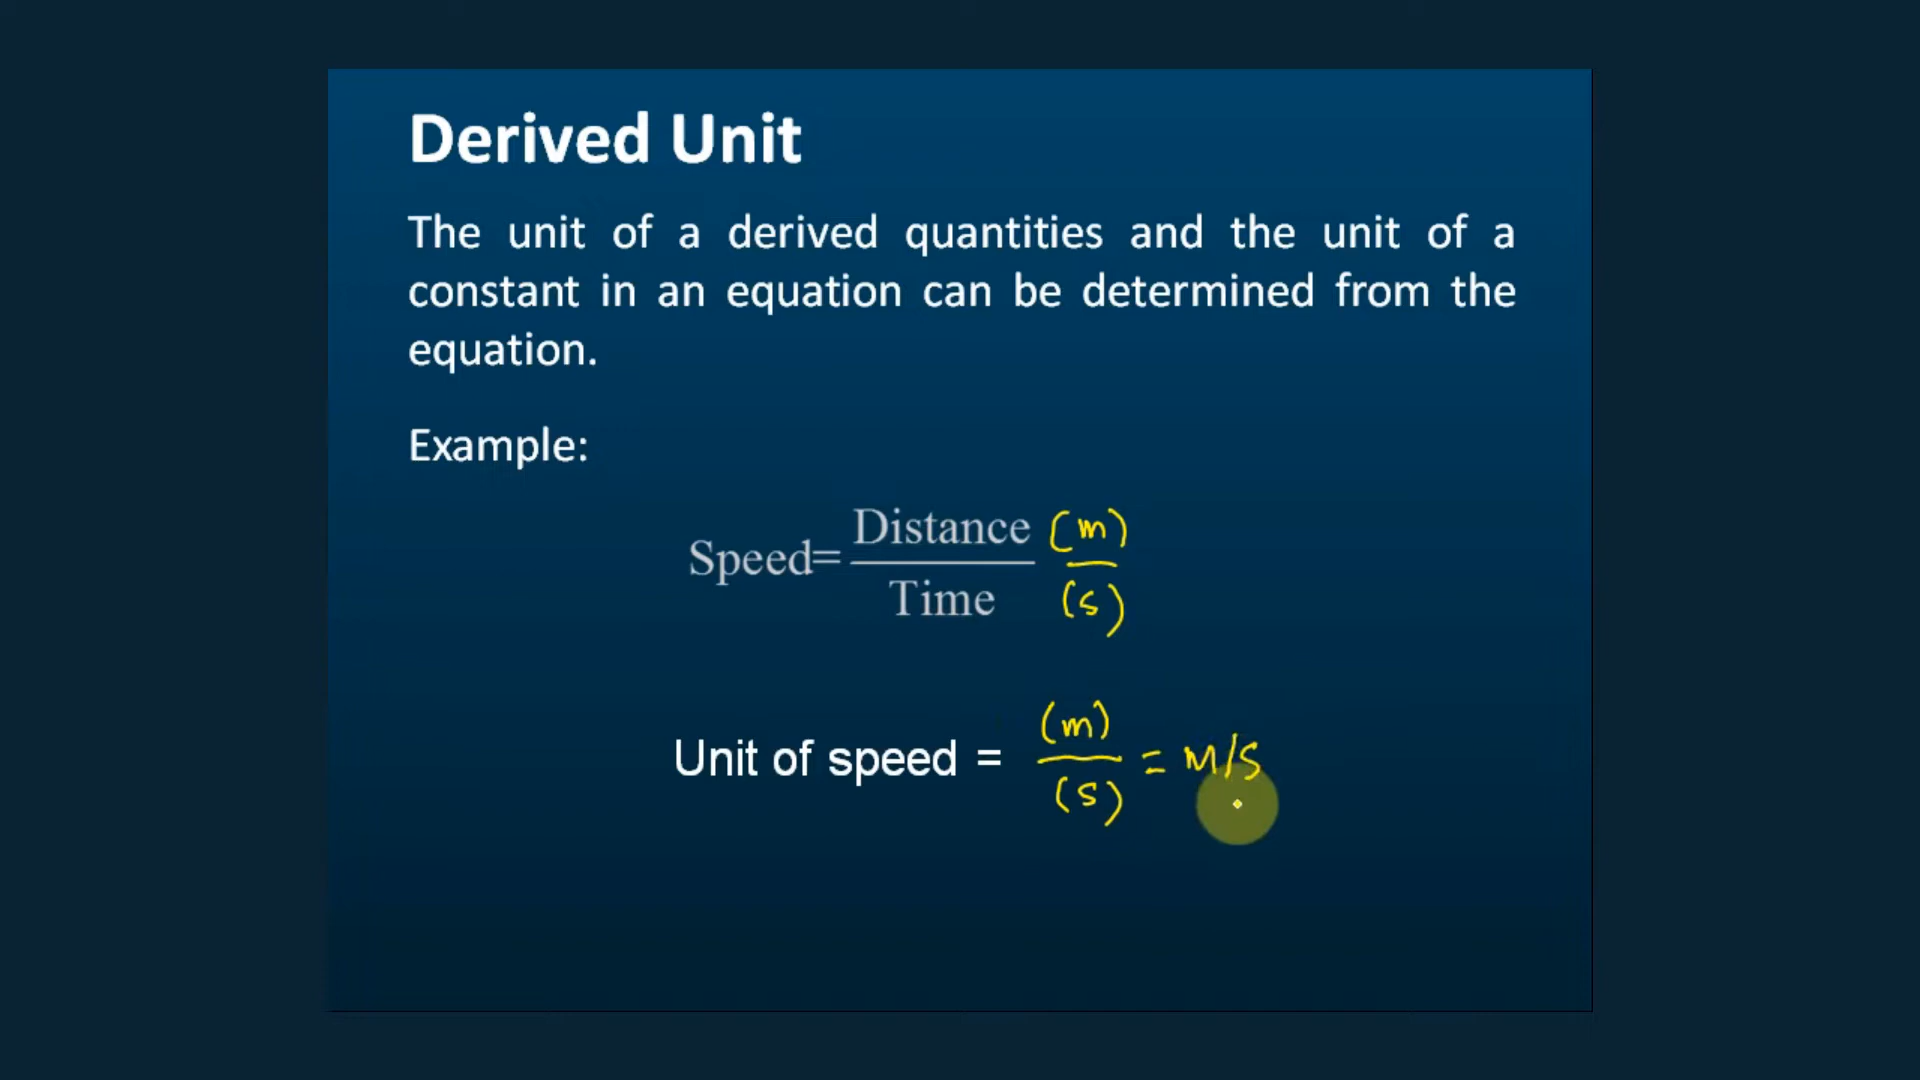 Derived Unit
The unit of a derived quantities and the unit of a
constant in an equation can be determined from the
equation.
Example:
Speed= Distance / Time (m) / (s)
Unit of speed = (m) / (s) = M/S